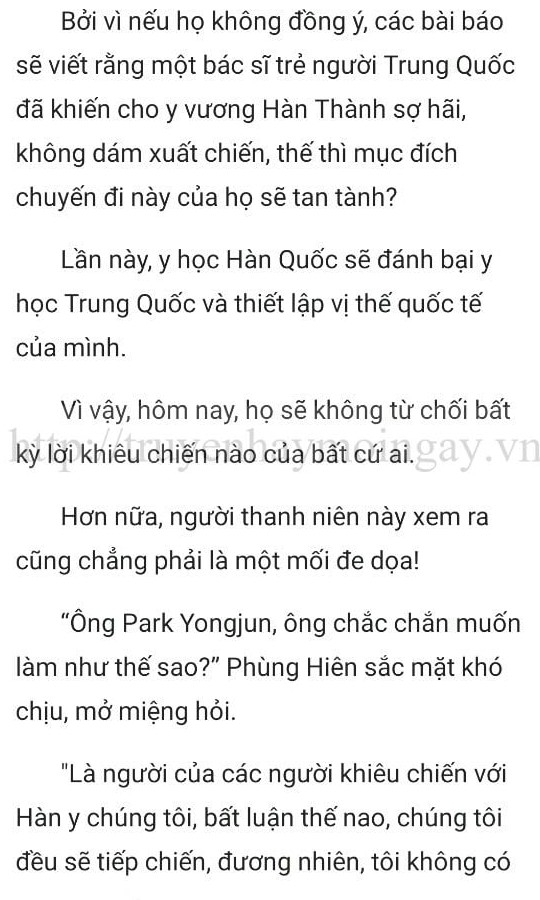 Bởi vì nếu họ không đồng ý, các bài báo
sẽ viết rằng một bác sĩ trẻ người Trung Quốc
đã khiến cho y vương Hàn Thành sợ hãi,
không dám xuất chiến, thế thì mục đích
chuyến đi này của họ sẽ tan tành?
Lần này, y học Hàn Quốc sẽ đánh bại y
học Trung Quốc và thiết lập vị thế quốc tế
của mình.
Vì vậy, hôm nay, họ sẽ không từ chối bất
http://truyenhaymoingay.vn
kỳ lời khiêu chiến nào của bất cứ ai.
Hơn nữa, người thanh niên này xem ra
cũng chẳng phải là một mối đe dọa!
“Ông Park Yongjun, ông chắc chắn muốn
làm như thế sao?” Phùng Hiên sắc mặt khó
chịu, mở miệng hỏi.
"Là người của các người khiêu chiến với
Hàn y chúng tôi, bất luận thế nao, chúng tôi
đều sẽ tiếp chiến, đương nhiên, tôi không có